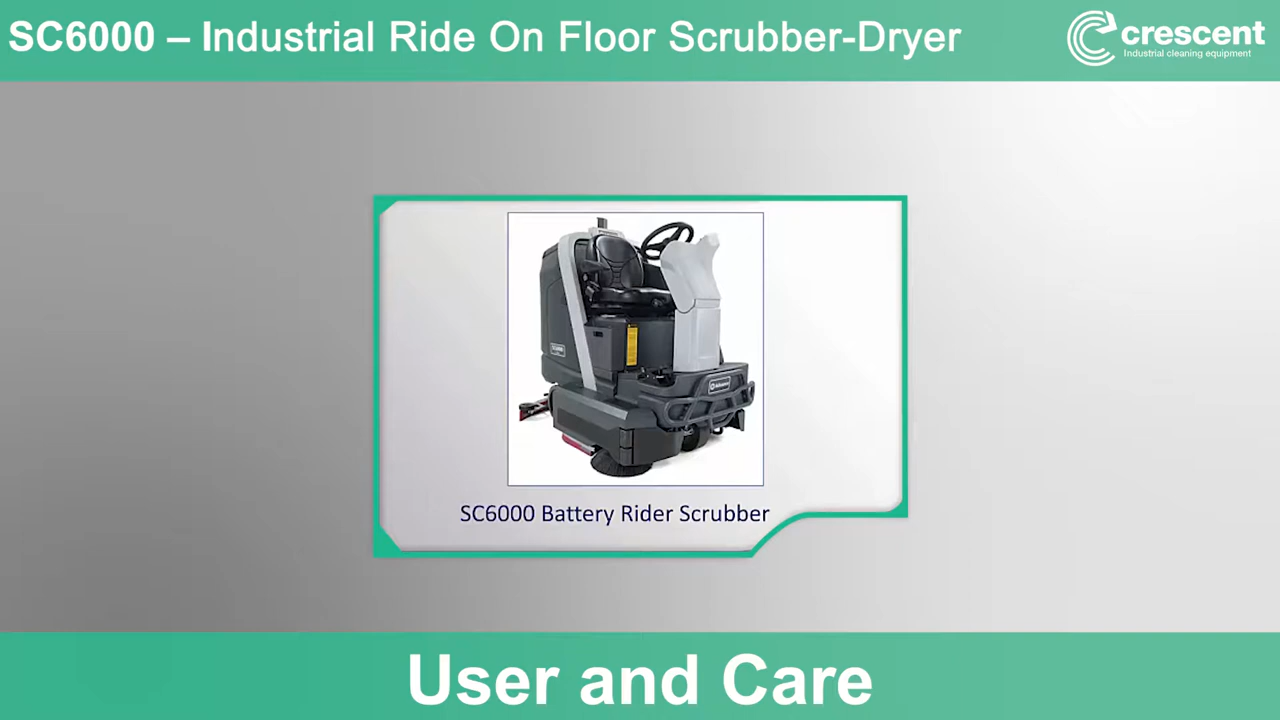 SC6000 – Industrial Ride On Floor Scrubber-Dryer
crescent
Industrial cleaning equipment
SC6000 Battery Rider Scrubber
User and Care